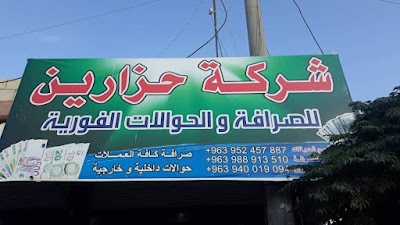 شركة حزارين
للصرافة و الحوالات الفورية
صرافة كافة العملات
حوالات داخلية و خارجية
+963 952 457 887
+963 988 913 510
+963 940 019 094